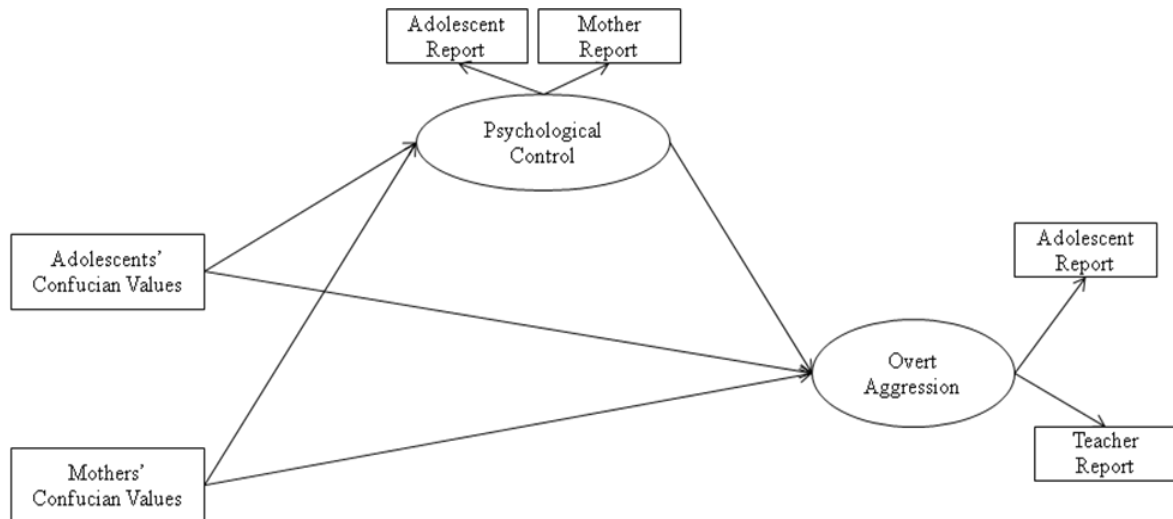 Adolescent
Report
Mother
Report
Psychological
Control
Adolescents’
Confucian Values
Adolescent
Report
Overt
Aggression
Teacher
Report
Mothers’
Confucian Values